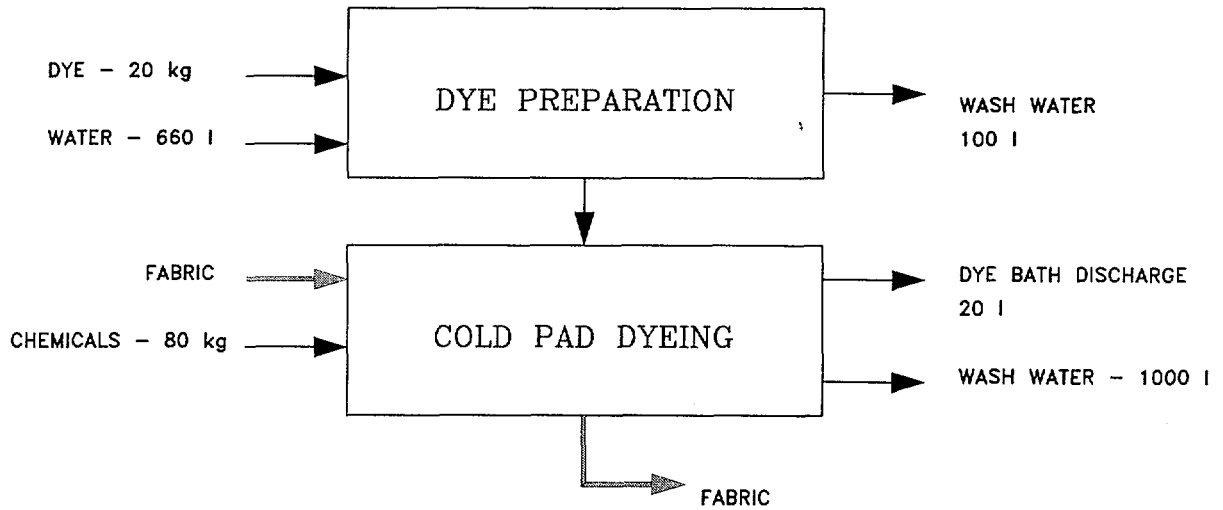 DYE - 20 kg
WATER - 660 l
DYE PREPARATION
WASH WATER
100 l
FABRIC
CHEMICALS - 80 kg
COLD PAD DYEING
DYE BATH DISCHARGE
20 l
WASH WATER - 1000 l
FABRIC